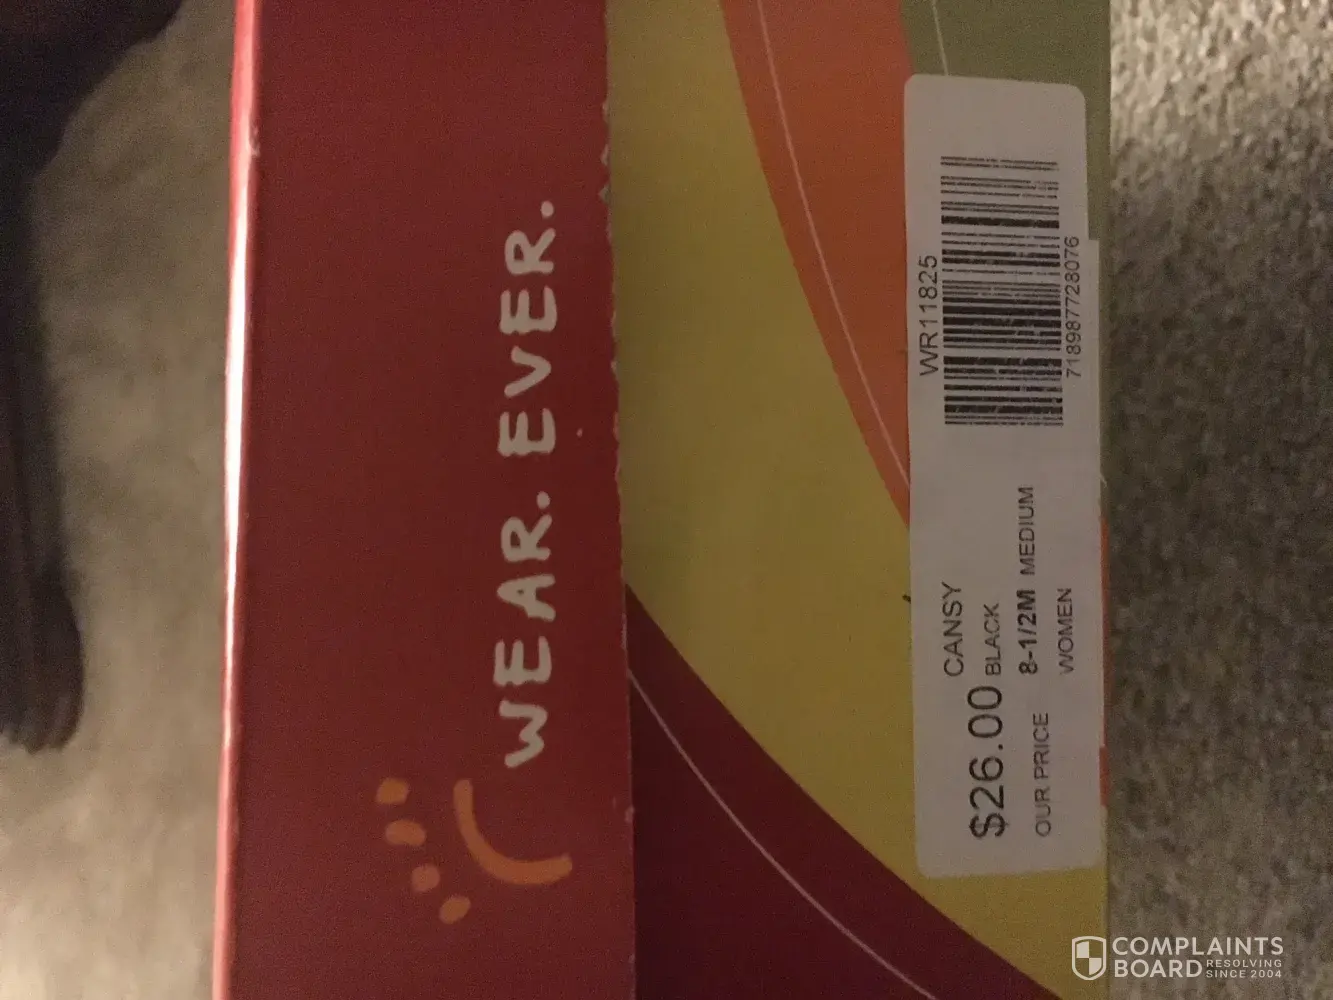 WEAR. EVER.
WR11825
718987728076
CANSY
$26.00 BLACK
8-1/2M MEDIUM
OUR PRICE
WOMEN
COMPLAINTS
BOARD RESOLVING
SINCE 2004